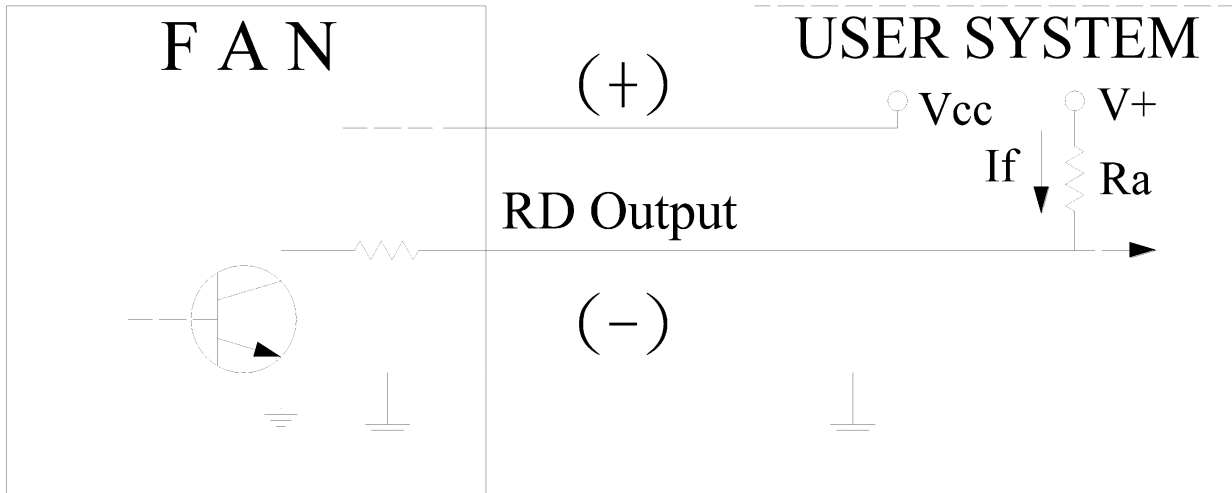 F A N
USER SYSTEM
(+)
Vcc
V+
If
Ra
RD Output
(-)